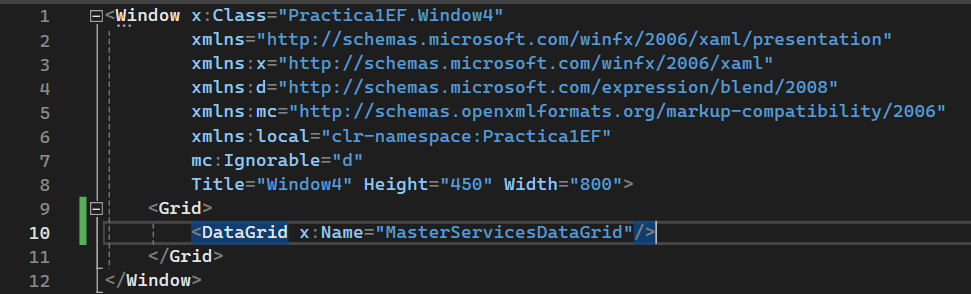 1 <Window x:Class="Practica1EF.Window4"
2 xmlns="http://schemas.microsoft.com/winfx/2006/xaml/presentation"
3 xmlns:x="http://schemas.microsoft.com/winfx/2006/xaml"
4 xmlns:d="http://schemas.microsoft.com/expression/blend/2008"
5 xmlns:mc="http://schemas.openxmlformats.org/markup-compatibility/2006"
6 xmlns:local="clr-namespace:Practica1EF"
7 mc:Ignorable="d"
8 Title="Window4" Height="450" Width="800">
9 <Grid>
10 <DataGrid x:Name="MasterServicesDataGrid"/>
11 </Grid>
12 </Window>